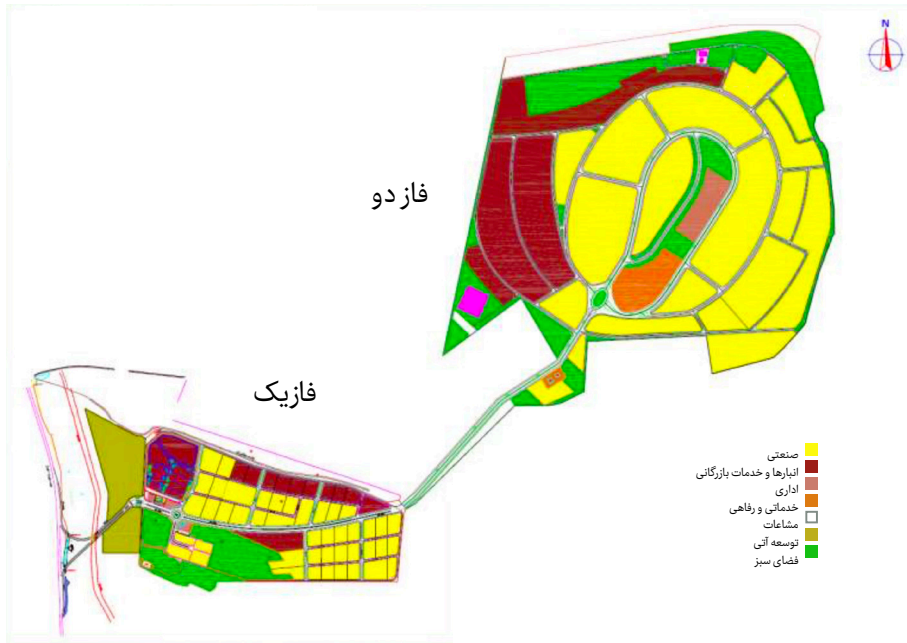 N
فاز دو
فازیک
صنعتی
انبارها و خدمات بازرگانی
اداری
خدماتی و رفاهی
مشاعات
توسعه آتی
فضای سبز